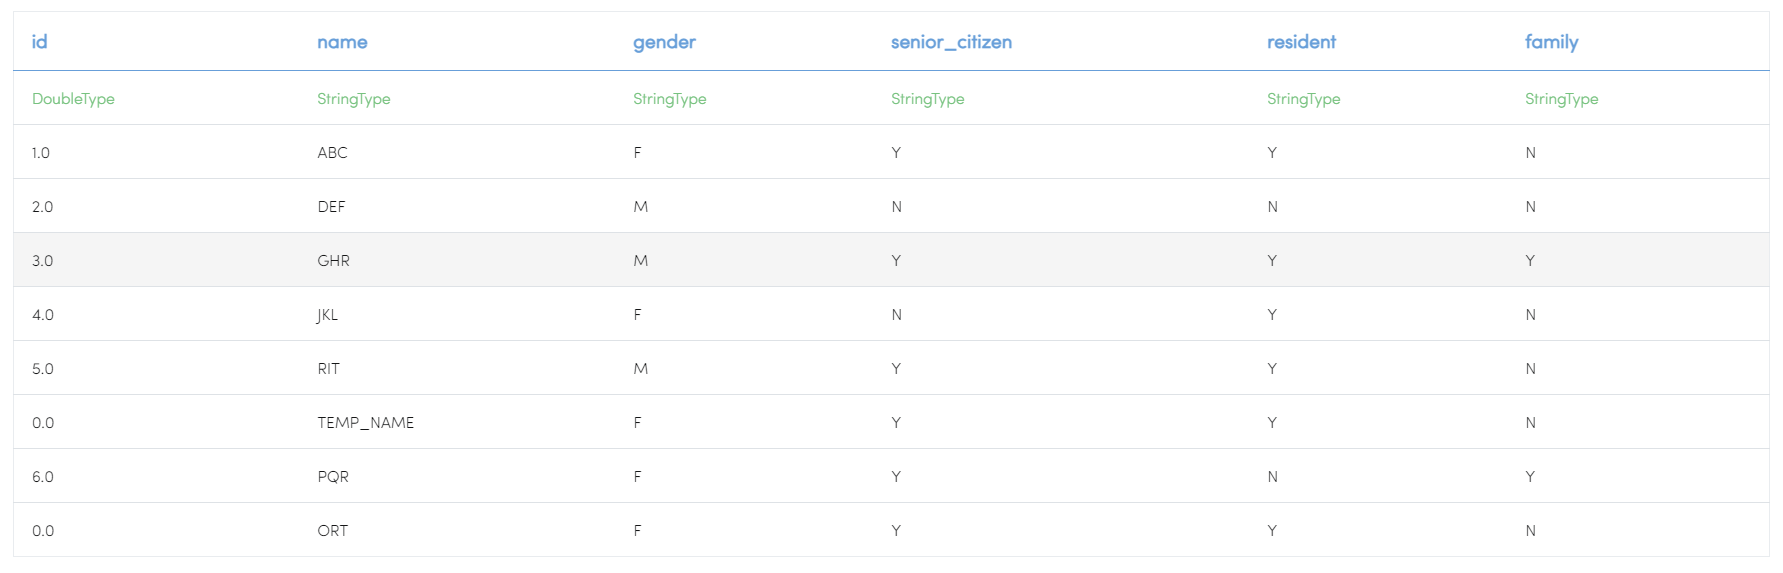 id name gender senior_citizen resident family
DoubleType StringType StringType StringType StringType StringType
1.0 ABC F Y Y N
2.0 DEF M N N N
3.0 GHR M Y Y Y
4.0 JKL F N Y N
5.0 RIT M Y Y N
0.0 TEMP_NAME F Y Y N
6.0 PQR F Y N Y
0.0 ORT F Y Y N